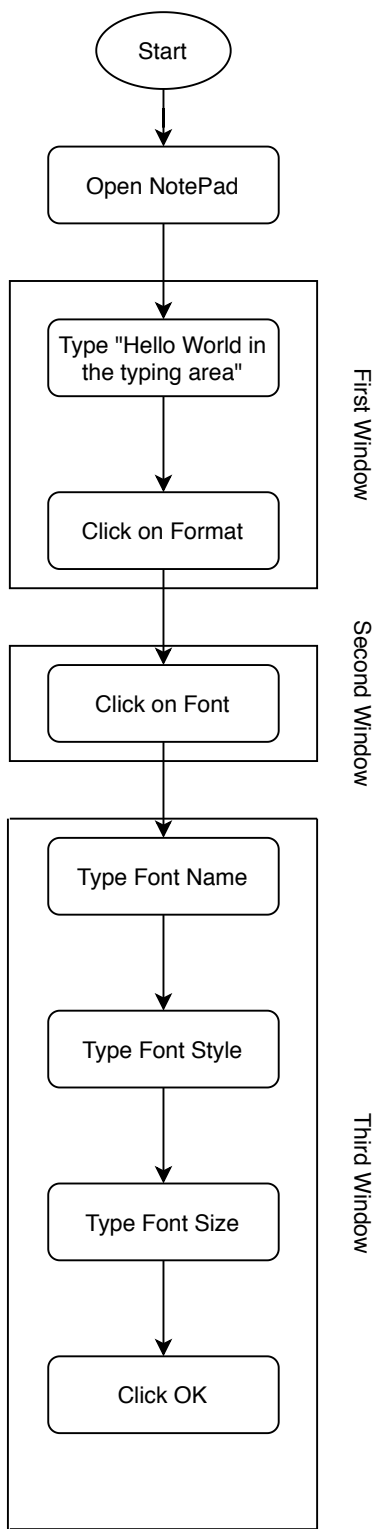 Start
Open NotePad
Type "Hello World in
the typing area"
Click on Format
First Window
Click on Font
Second Window
Type Font Name
Type Font Style
Type Font Size
Click OK
Third Window